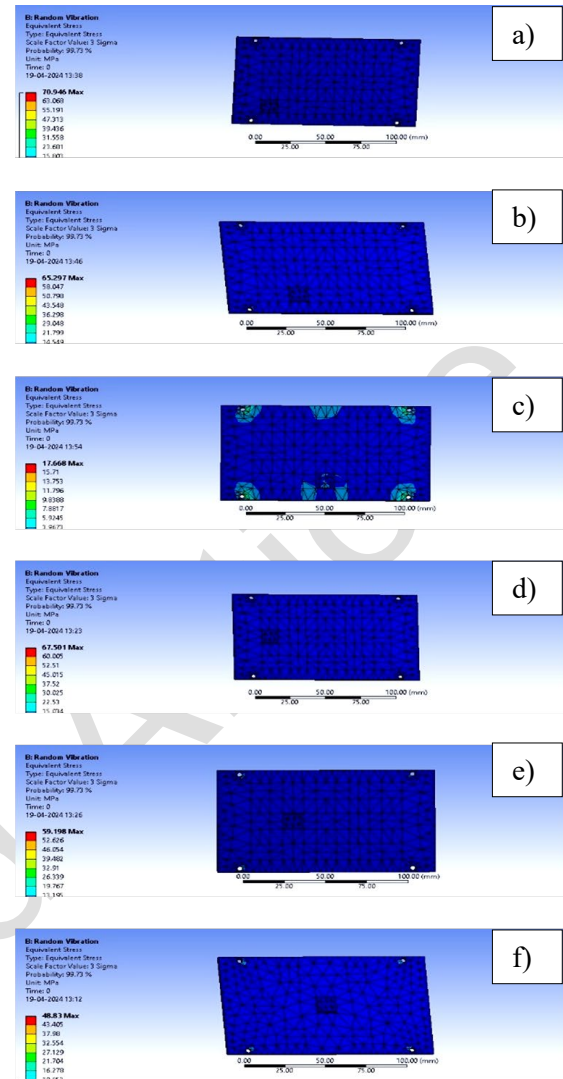 B: Random Vibration
Equivalent Stress
Type: Equivalent Stress
Scale Factor Value: 3 Sigma
Probability: 99.73 %
Unit: MPa
Time: 0
19-04-2024 13:38
70.946 Max
63.068
55.191
47.313
39.436
31.558
23.681
15.803
0.00 50.00 100.00 (mm)
25.00 75.00
a)
B: Random Vibration
Equivalent Stress
Type: Equivalent Stress
Scale Factor Value: 3 Sigma
Probability: 99.73 %
Unit: MPa
Time: 0
19-04-2024 13:46
65.297 Max
58.047
50.798
43.548
36.298
29.048
21.799
14.549
0.00 50.00 100.00 (mm)
25.00 75.00
b)
B: Random Vibration
Equivalent Stress
Type: Equivalent Stress
Scale Factor Value: 3 Sigma
Probability: 99.73 %
Unit: MPa
Time: 0
19-04-2024 13:54
17.668 Max
15.71
13.753
11.796
9.8388
7.8817
5.9245
3.9673
0.00 50.00 100.00 (mm)
25.00 75.00
c)
B: Random Vibration
Equivalent Stress
Type: Equivalent Stress
Scale Factor Value: 3 Sigma
Probability: 99.73 %
Unit: MPa
Time: 0
19-04-2024 13:23
67.501 Max
60.005
52.51
45.015
37.52
30.025
22.53
15.034
0.00 50.00 100.00 (mm)
25.00 75.00
d)
B: Random Vibration
Equivalent Stress
Type: Equivalent Stress
Scale Factor Value: 3 Sigma
Probability: 99.73 %
Unit: MPa
Time: 0
19-04-2024 13:26
59.198 Max
52.626
46.054
39.482
32.91
26.339
19.767
13.195
0.00 50.00 100.00 (mm)
25.00 75.00
e)
B: Random Vibration
Equivalent Stress
Type: Equivalent Stress
Scale Factor Value: 3 Sigma
Probability: 99.73 %
Unit: MPa
Time: 0
19-04-2024 13:12
48.83 Max
43.405
37.98
32.554
27.129
21.704
16.278
0.00 50.00 100.00 (mm)
25.00 75.00
f)